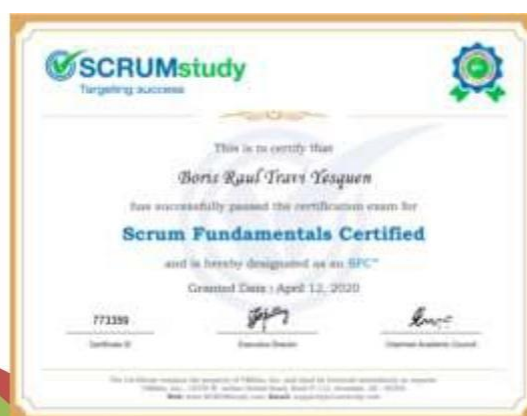 SCRUMstudy
Targeting success
This is to certify that
Boris Raul Yesquen
has successfully passed the certification exam for
Scrum Fundamentals Certified
and is hereby designated as an SFC™
Granted Date : April 12, 2020
773359
Certificate ID
Executive Director
Chairman Academic Council